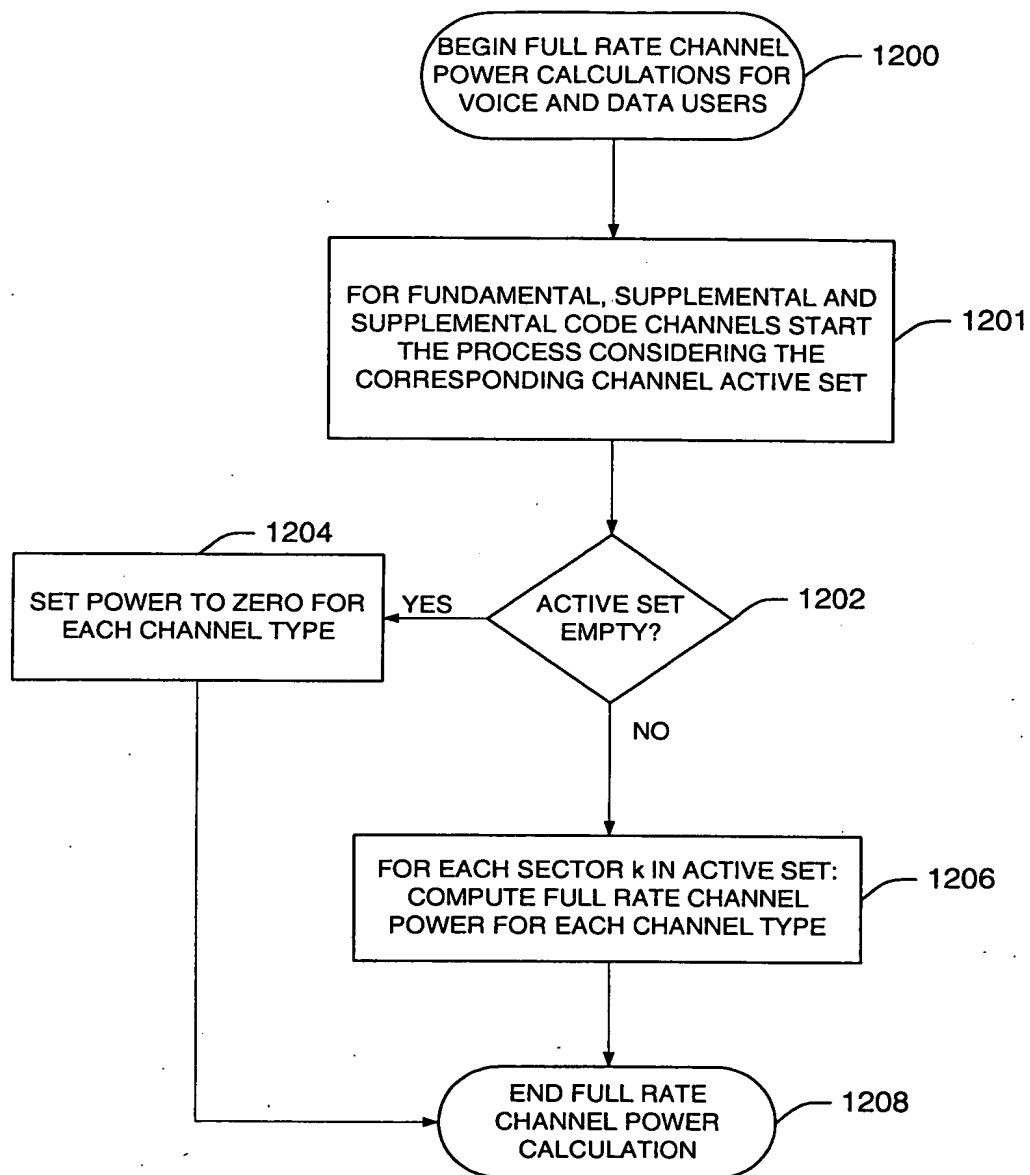 BEGIN FULL RATE CHANNEL
POWER CALCULATIONS FOR
VOICE AND DATA USERS
1200
FOR FUNDAMENTAL, SUPPLEMENTAL AND
SUPPLEMENTAL CODE CHANNELS START
THE PROCESS CONSIDERING THE
CORRESPONDING CHANNEL ACTIVE SET
1201
1204
SET POWER TO ZERO FOR
EACH CHANNEL TYPE
YES
ACTIVE SET
EMPTY?
1202
NO
FOR EACH SECTOR k IN ACTIVE SET:
COMPUTE FULL RATE CHANNEL
POWER FOR EACH CHANNEL TYPE
1206
END FULL RATE
CHANNEL POWER
CALCULATION
1208